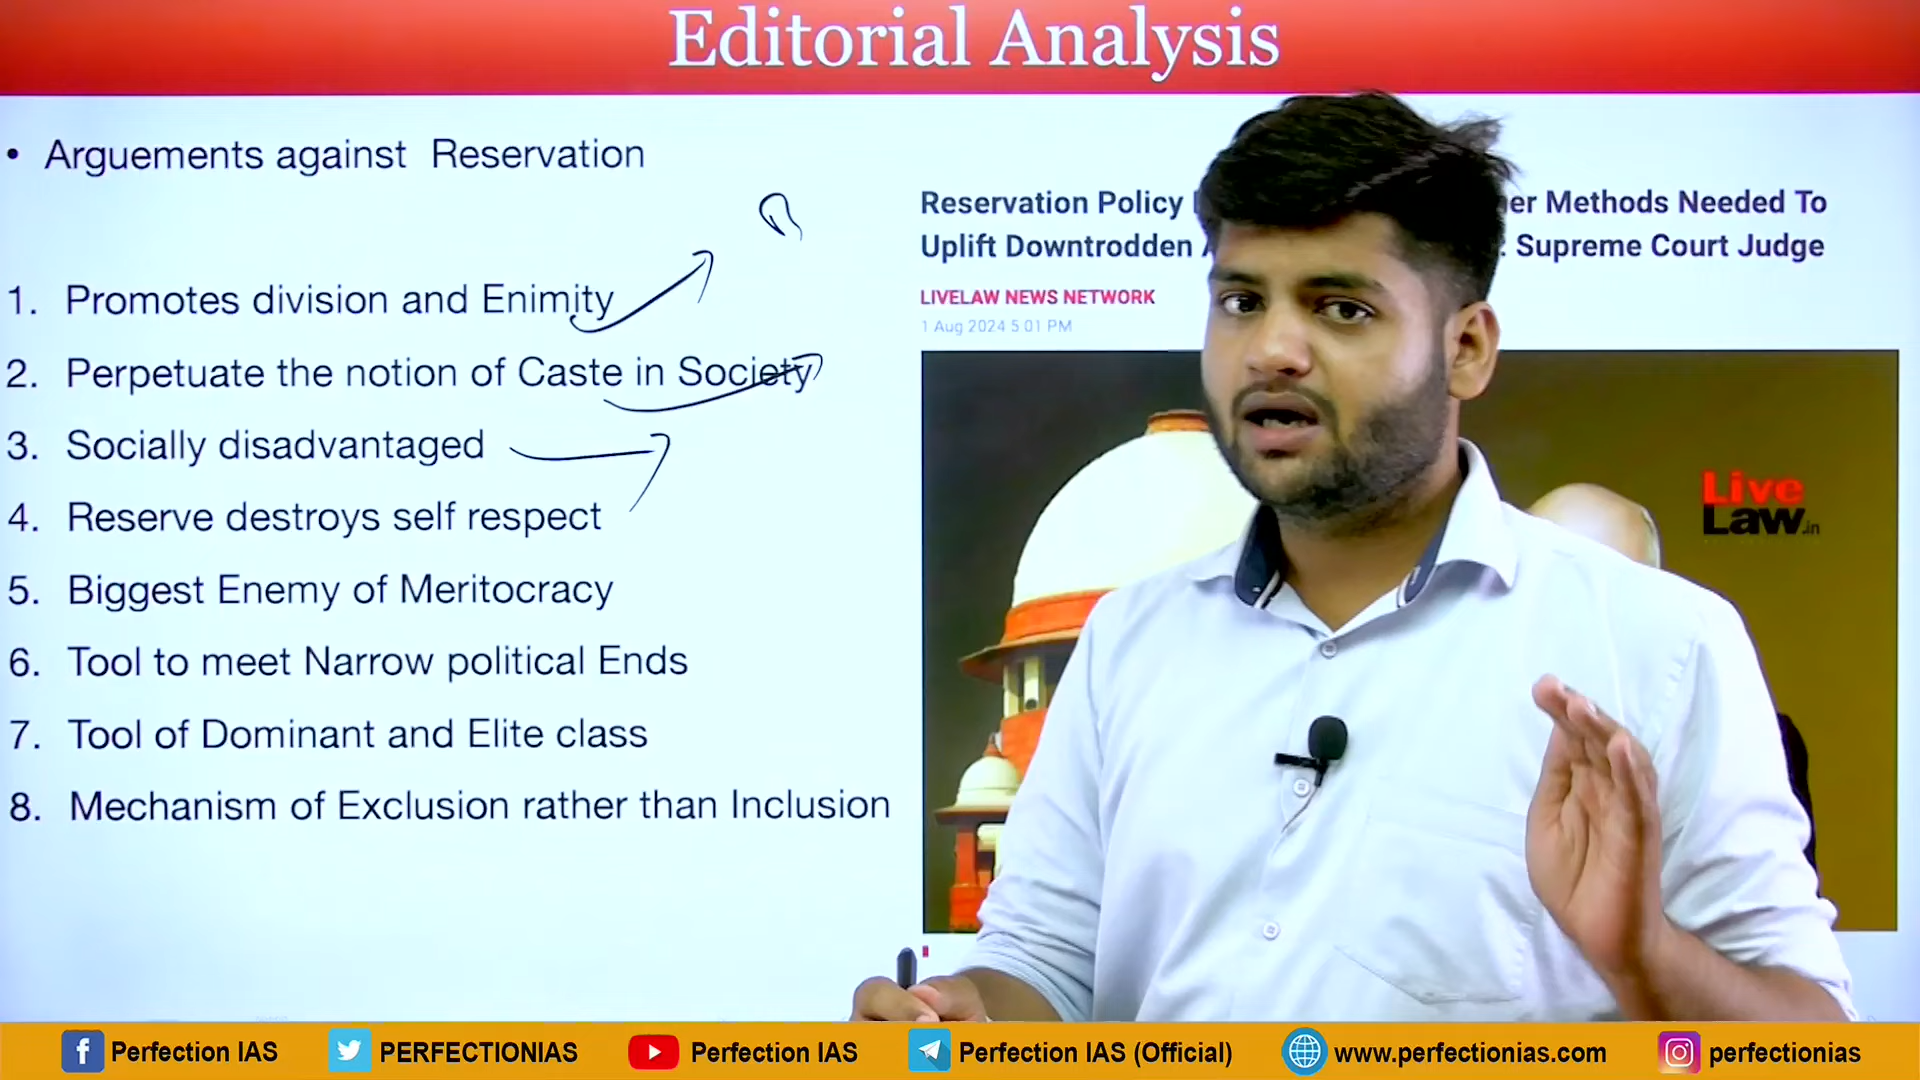 Editorial Analysis
• Arguements against Reservation
1. Promotes division and Enimity
2. Perpetuate the notion of Caste in Society
3. Socially disadvantaged
4. Reserve destroys self respect
5. Biggest Enemy of Meritocracy
6. Tool to meet Narrow political Ends
7. Tool of Dominant and Elite class
8. Mechanism of Exclusion rather than Inclusion
Reservation Policy er Methods Needed To
Uplift Downtrodden : Supreme Court Judge
LIVELAW NEWS NETWORK
1 Aug 2024 5 01 PM
Live
Law.in
Perfection IAS PERFECTIONIAS Perfection IAS Perfection IAS (Official) www.perfectionias.com perfectionias